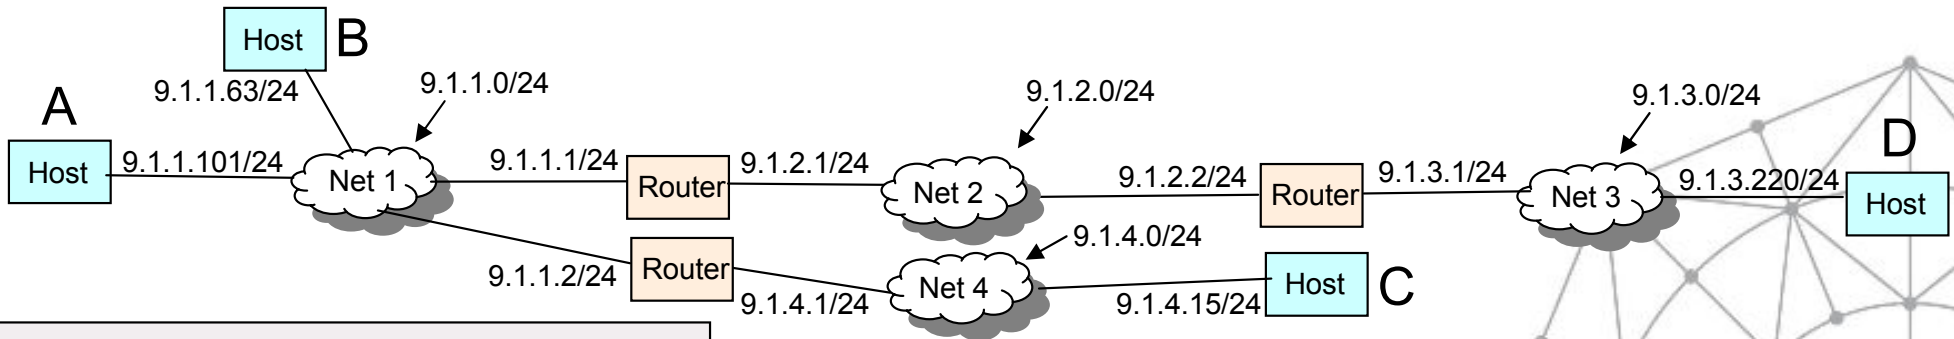 Host B
9.1.1.63/24
9.1.1.0/24
9.1.2.0/24
9.1.3.0/24
A
D
Host
9.1.1.101/24
Net 1
9.1.1.1/24
Router
9.1.2.1/24
Net 2
9.1.2.2/24
Router
9.1.3.1/24
Net 3
9.1.3.220/24
Host
9.1.1.2/24
Router
9.1.4.1/24
Net 4
9.1.4.0/24
9.1.4.15/24
Host C